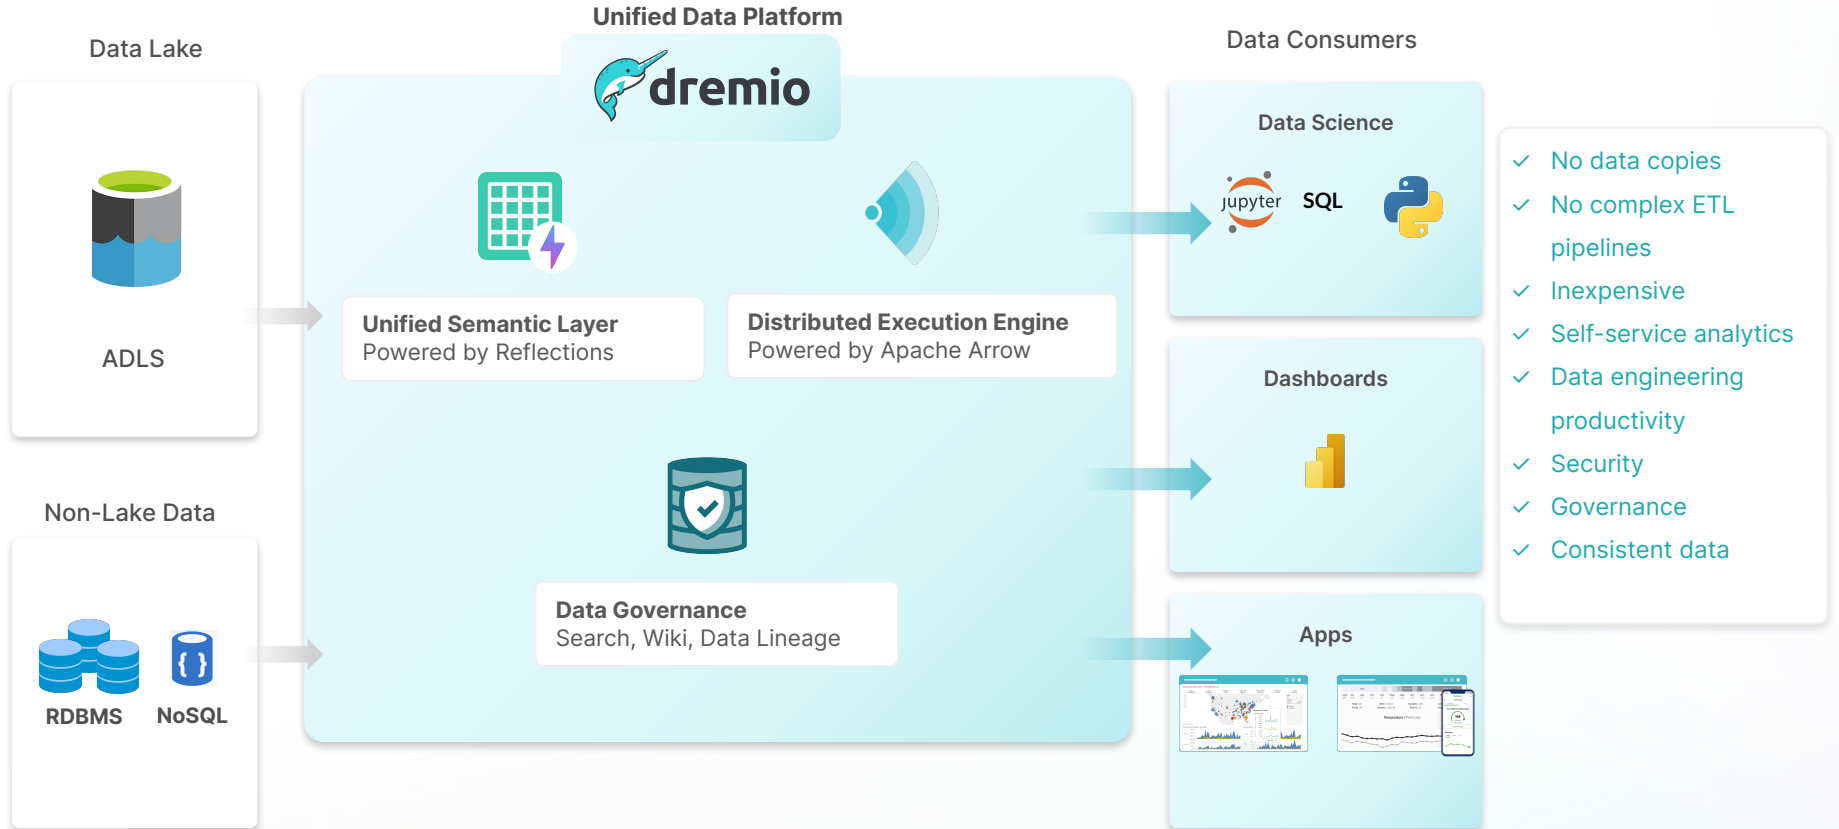 Unified Data Platform
dremio
Data Lake
ADLS
Non-Lake Data
RDBMS
NoSQL
Unified Semantic Layer
Powered by Reflections
Distributed Execution Engine
Powered by Apache Arrow
Data Governance
Search, Wiki, Data Lineage
Data Consumers
Data Science
jupyter
SQL
Dashboards
Apps
No data copies
No complex ETL
pipelines
Inexpensive
Self-service analytics
Data engineering
productivity
Security
Governance
Consistent data